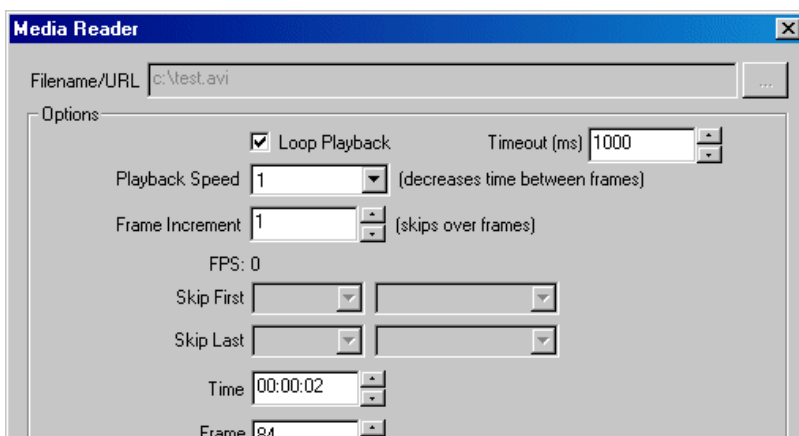 Media Reader
Filename/URL c:\test.avi ...
Options
Loop Playback Timeout (ms) 1000
Playback Speed 1 (decreases time between frames)
Frame Increment 1 (skips over frames)
FPS: 0
Skip First
Skip Last
Time 00:00:02
Frame 84